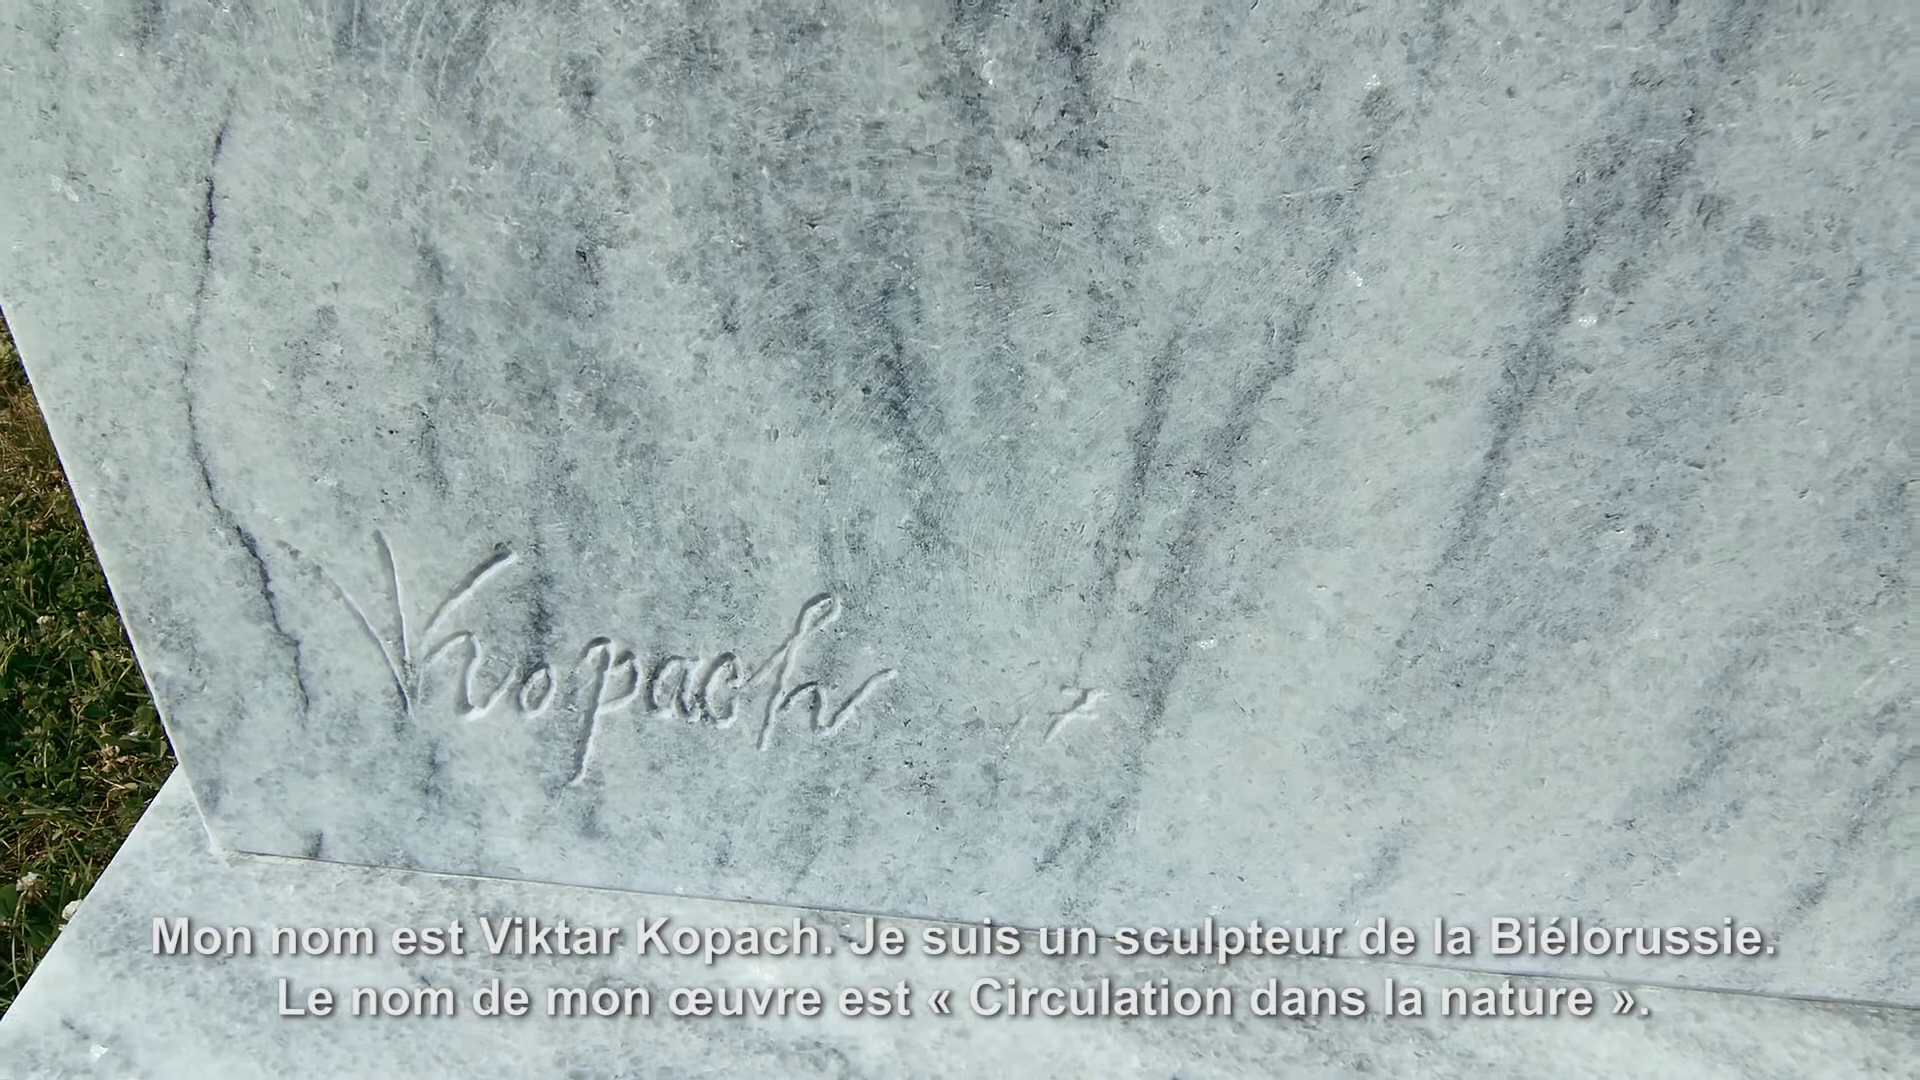 VKopach 17
Mon nom est Viktar Kopach. Je suis un sculpteur de la Biélorussie.
Le nom de mon œuvre est « Circulation dans la nature ».